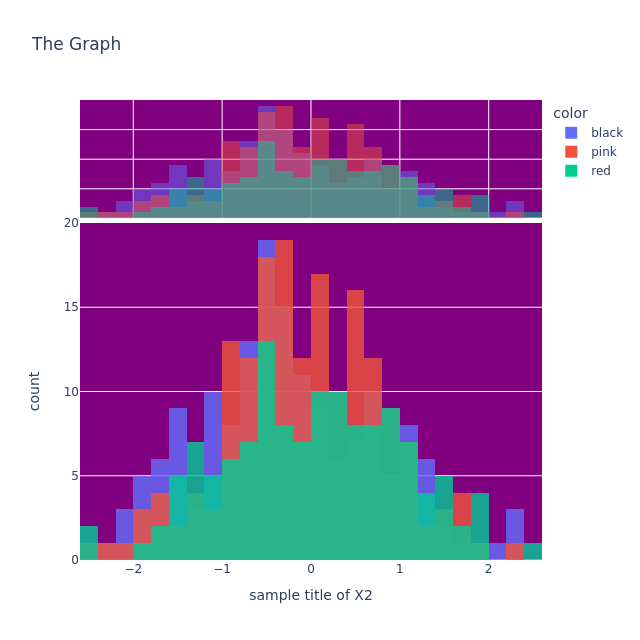 The Graph
color
black
pink
red
20
15
10
5
0
count
−2
−1
0
1
2
sample title of X2